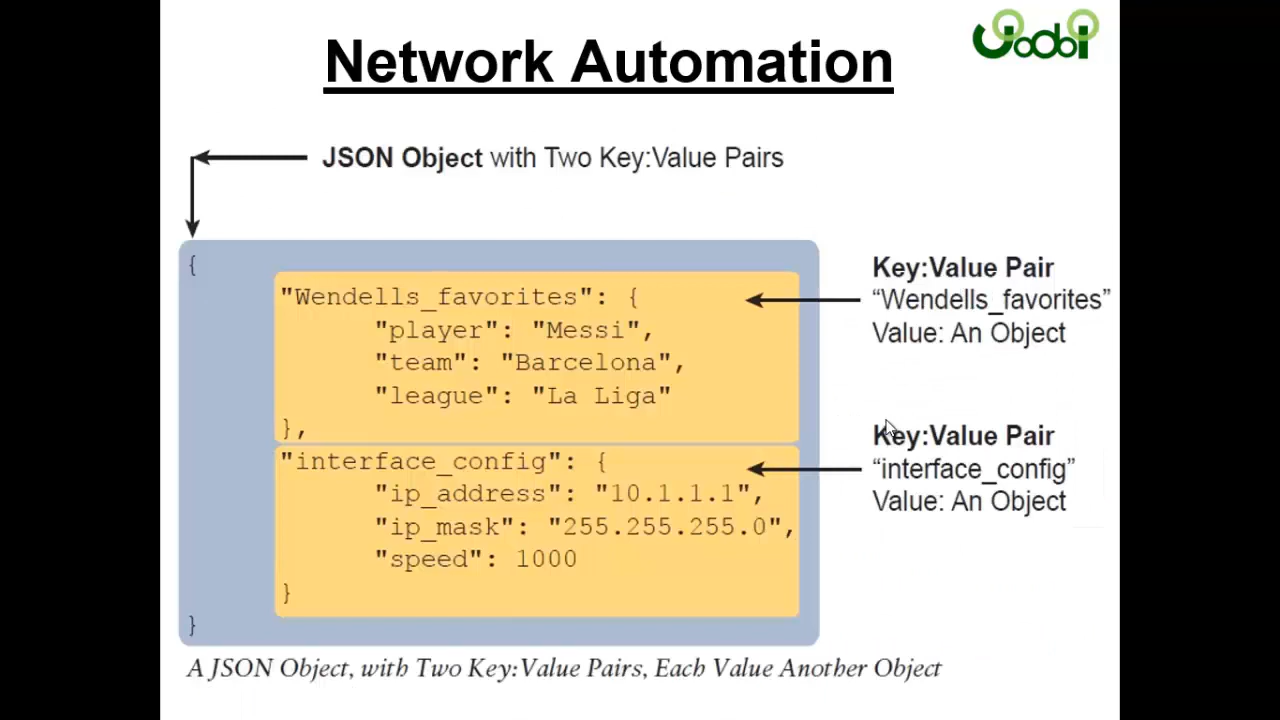 Network Automation
JSON Object with Two Key:Value Pairs
{
"Wendells_favorites": {
"player": "Messi",
"team": "Barcelona",
"league": "La Liga"
},
"interface_config": {
"ip_address": "10.1.1.1",
"ip_mask": "255.255.255.0",
"speed": 1000
}
}
Key:Value Pair
“Wendells_favorites”
Value: An Object
Key:Value Pair
“interface_config”
Value: An Object
A JSON Object, with Two Key:Value Pairs, Each Value Another Object